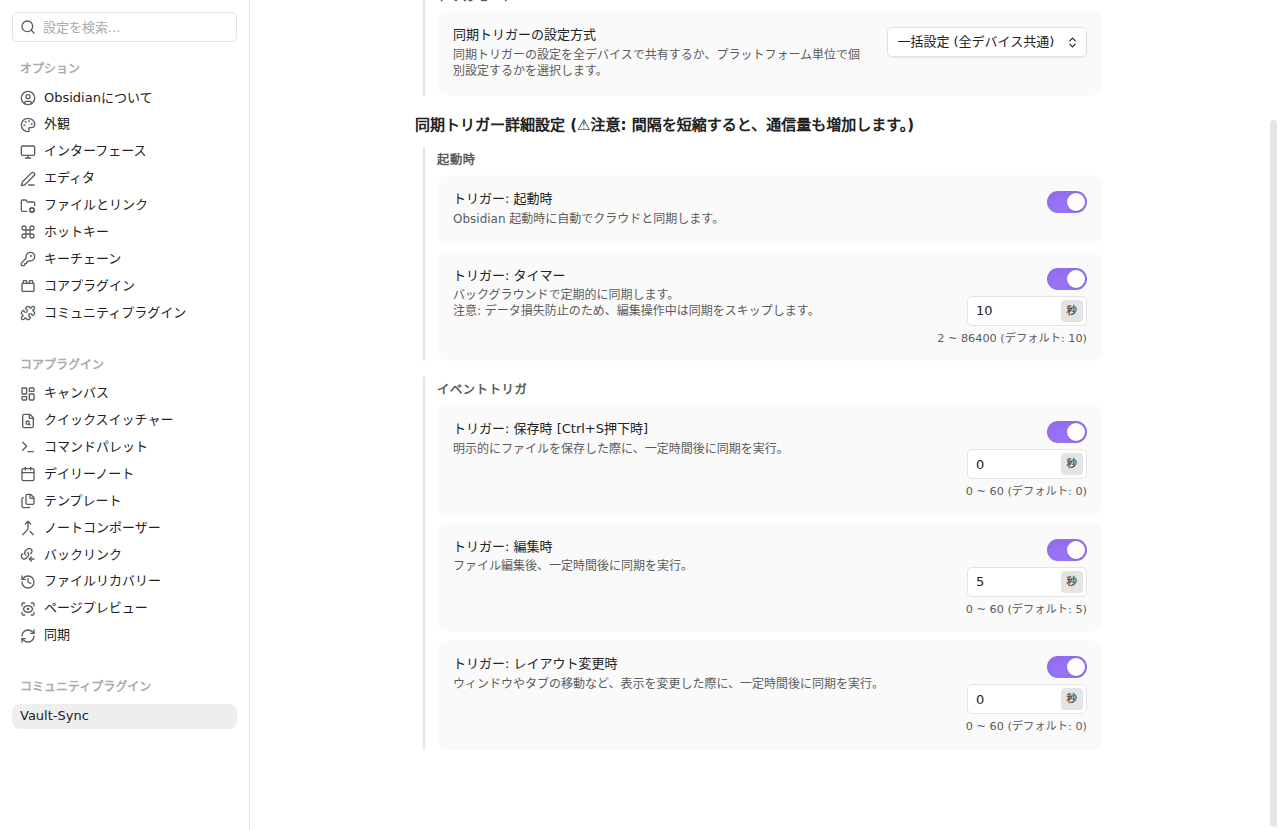 設定を検索...
オプション
Obsidianについて
外観
インターフェース
エディタ
ファイルとリンク
ホットキー
キーチェーン
コアプラグイン
コミュニティプラグイン
コアプラグイン
キャンバス
クイックスイッチャー
コマンドパレット
デイリーノート
テンプレート
ノートコンポーザー
バックリンク
ファイルリカバリー
ページプレビュー
同期
コミュニティプラグイン
Vault-Sync
同期トリガーの設定方式
同期トリガーの設定を全デバイスで共有するか、プラットフォーム単位で個
別設定するかを選択します。
一括設定 (全デバイス共通)
同期トリガー詳細設定 (⚠注意: 間隔を短縮すると、通信量も増加します。)
起動時
トリガー: 起動時
Obsidian 起動時に自動でクラウドと同期します。
トリガー: タイマー
バックグラウンドで定期的に同期します。
注意: データ損失防止のため、編集操作中は同期をスキップします。
10 秒
2 ~ 86400 (デフォルト: 10)
イベントトリガ
トリガー: 保存時 [Ctrl+S押下時]
明示的にファイルを保存した際に、一定時間後に同期を実行。
0 秒
0 ~ 60 (デフォルト: 0)
トリガー: 編集時
ファイル編集後、一定時間後に同期を実行。
5 秒
0 ~ 60 (デフォルト: 5)
トリガー: レイアウト変更時
ウィンドウやタブの移動など、表示を変更した際に、一定時間後に同期を実行。
0 秒
0 ~ 60 (デフォルト: 0)